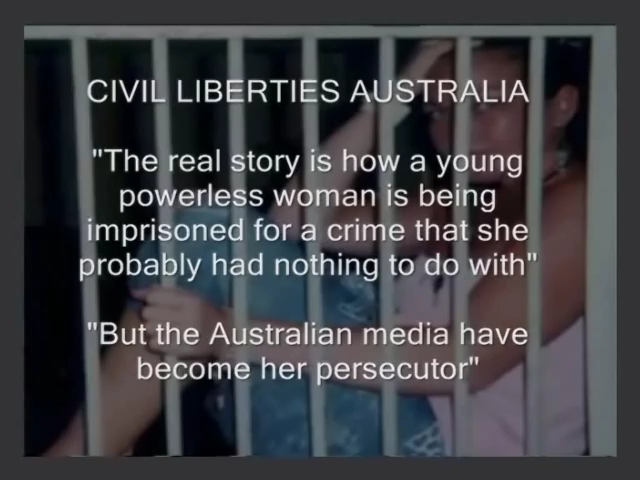 CIVIL LIBERTIES AUSTRALIA
"The real story is how a young
powerless woman is being
imprisoned for a crime that she
probably had nothing to do with"
"But the Australian media have
become her persecutor"